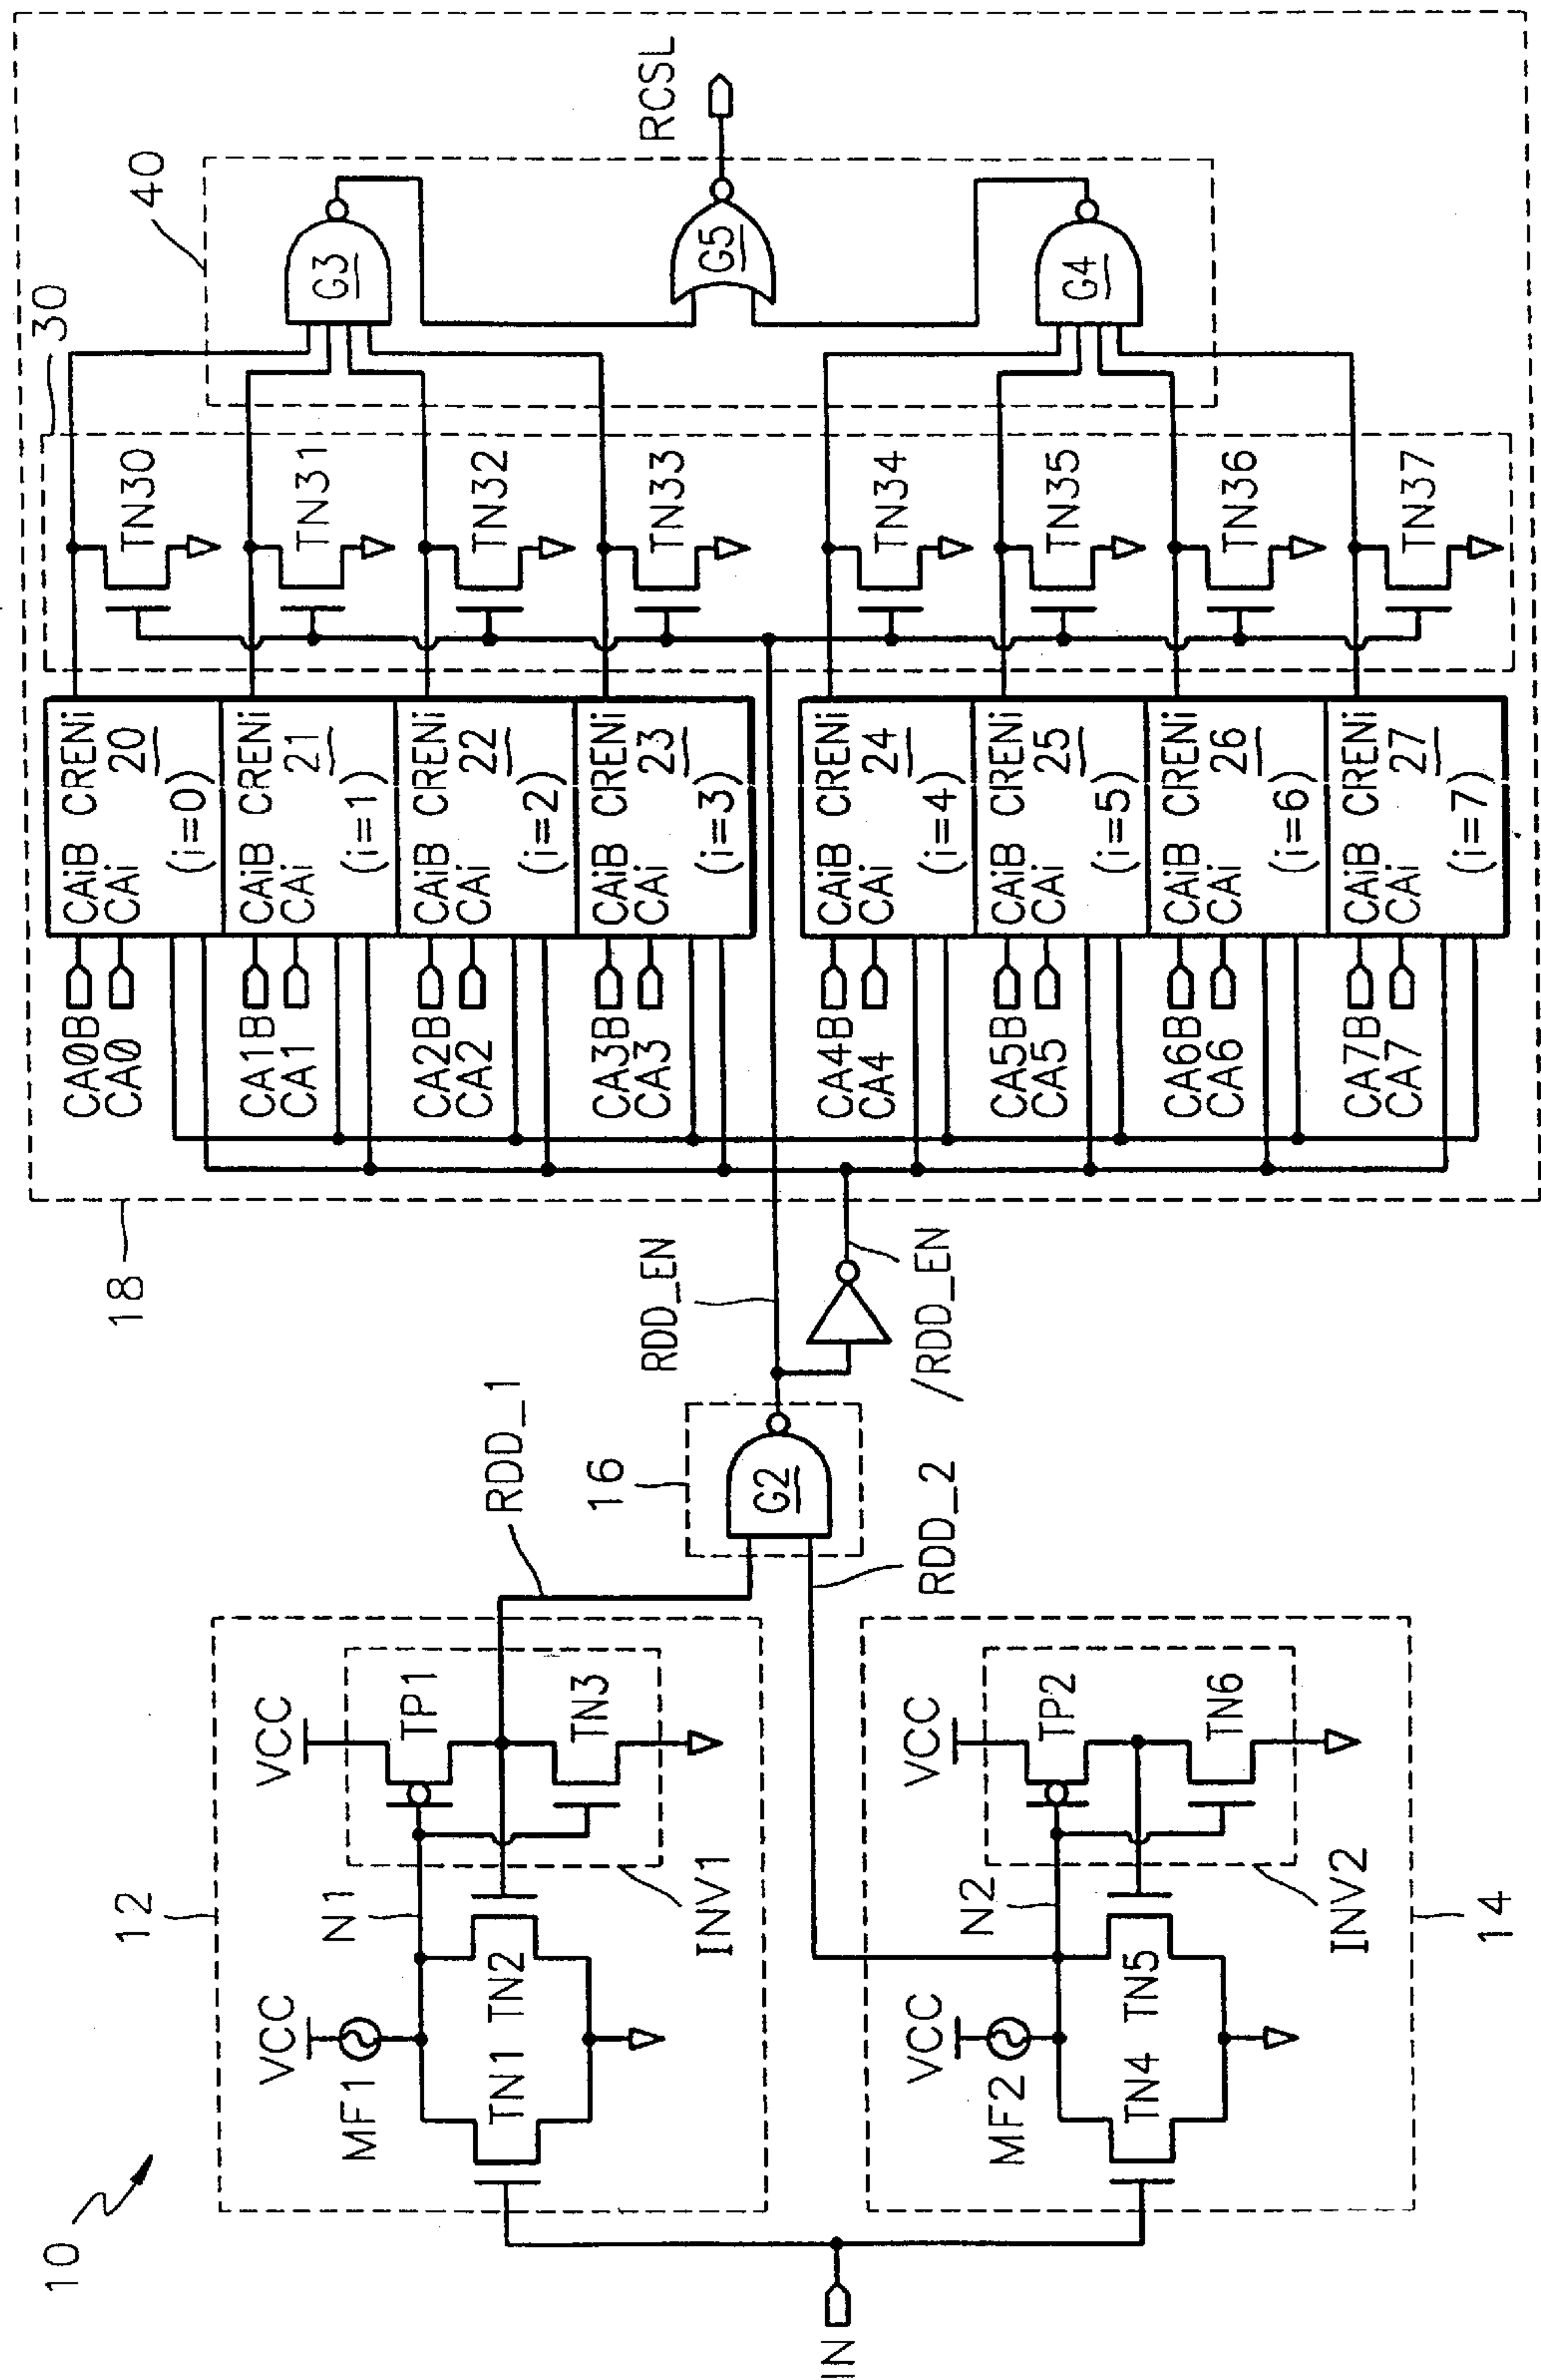 10
IN
12
VCC
MF1
TN1
TN2
N1
INV1
VCC
TP1
TN3
RDD_1
14
VCC
MF2
TN4
TN5
N2
INV2
VCC
TP2
TN6
RDD_2
16
G2
RDD_EN
/RDD_EN
18
CA0B
CA0
CA1B
CA1
CA2B
CA2
CA3B
CA3
CA4B
CA4
CA5B
CA5
CA6B
CA6
CA7B
CA7
CAiB CRENi
CAi 20
(i=0)
CAiB CRENi
CAi 21
(i=1)
CAiB CRENi
CAi 22
(i=2)
CAiB CRENi
CAi 23
(i=3)
CAiB CRENi
CAi 24
(i=4)
CAiB CRENi
CAi 25
(i=5)
CAiB CRENi
CAi 26
(i=6)
CAiB CRENi
CAi 27
(i=7)
30
TN30
TN31
TN32
TN33
TN34
TN35
TN36
TN37
40
G3
G5
G4
RCSL